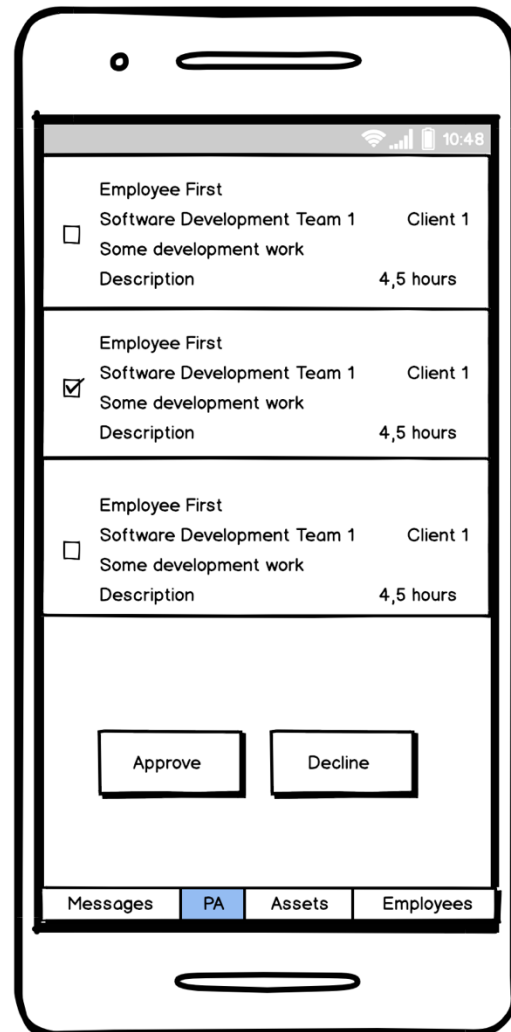 10:48
Employee First
Software Development Team 1 Client 1
Some development work
Description 4,5 hours
Employee First
Software Development Team 1 Client 1
Some development work
Description 4,5 hours
Employee First
Software Development Team 1 Client 1
Some development work
Description 4,5 hours
Approve Decline
Messages PA Assets Employees